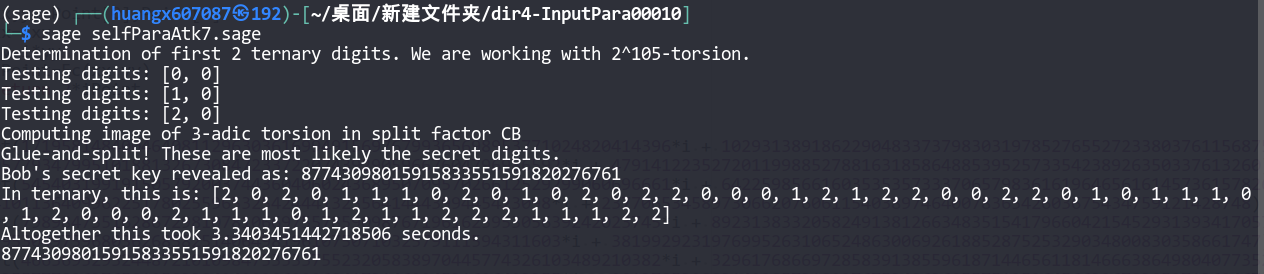 (sage) ┌──(huangx607087㉿192)-[~/桌面/新建文件夹/dir4-InputPara00010]
└─$ sage selfParaAtk7.sage
Determination of first 2 ternary digits. We are working with 2^105-torsion.
Testing digits: [0, 0]
Testing digits: [1, 0]
Testing digits: [2, 0]
Computing image of 3-adic torsion in split factor CB
Glue-and-split! These are most likely the secret digits.
Bob's secret key revealed as: 87743098015915833551591820276761
In ternary, this is: [2, 0, 2, 0, 1, 1, 1, 0, 2, 0, 1, 0, 2, 0, 2, 2, 0, 0, 0, 1, 2, 1, 2, 2, 0, 0, 2, 2, 0, 1, 0, 1, 1, 1, 0
, 1, 2, 0, 0, 0, 2, 1, 1, 1, 0, 1, 2, 1, 1, 2, 2, 2, 1, 1, 1, 2, 2]
Altogether this took 3.3403451442718506 seconds.
87743098015915833551591820276761